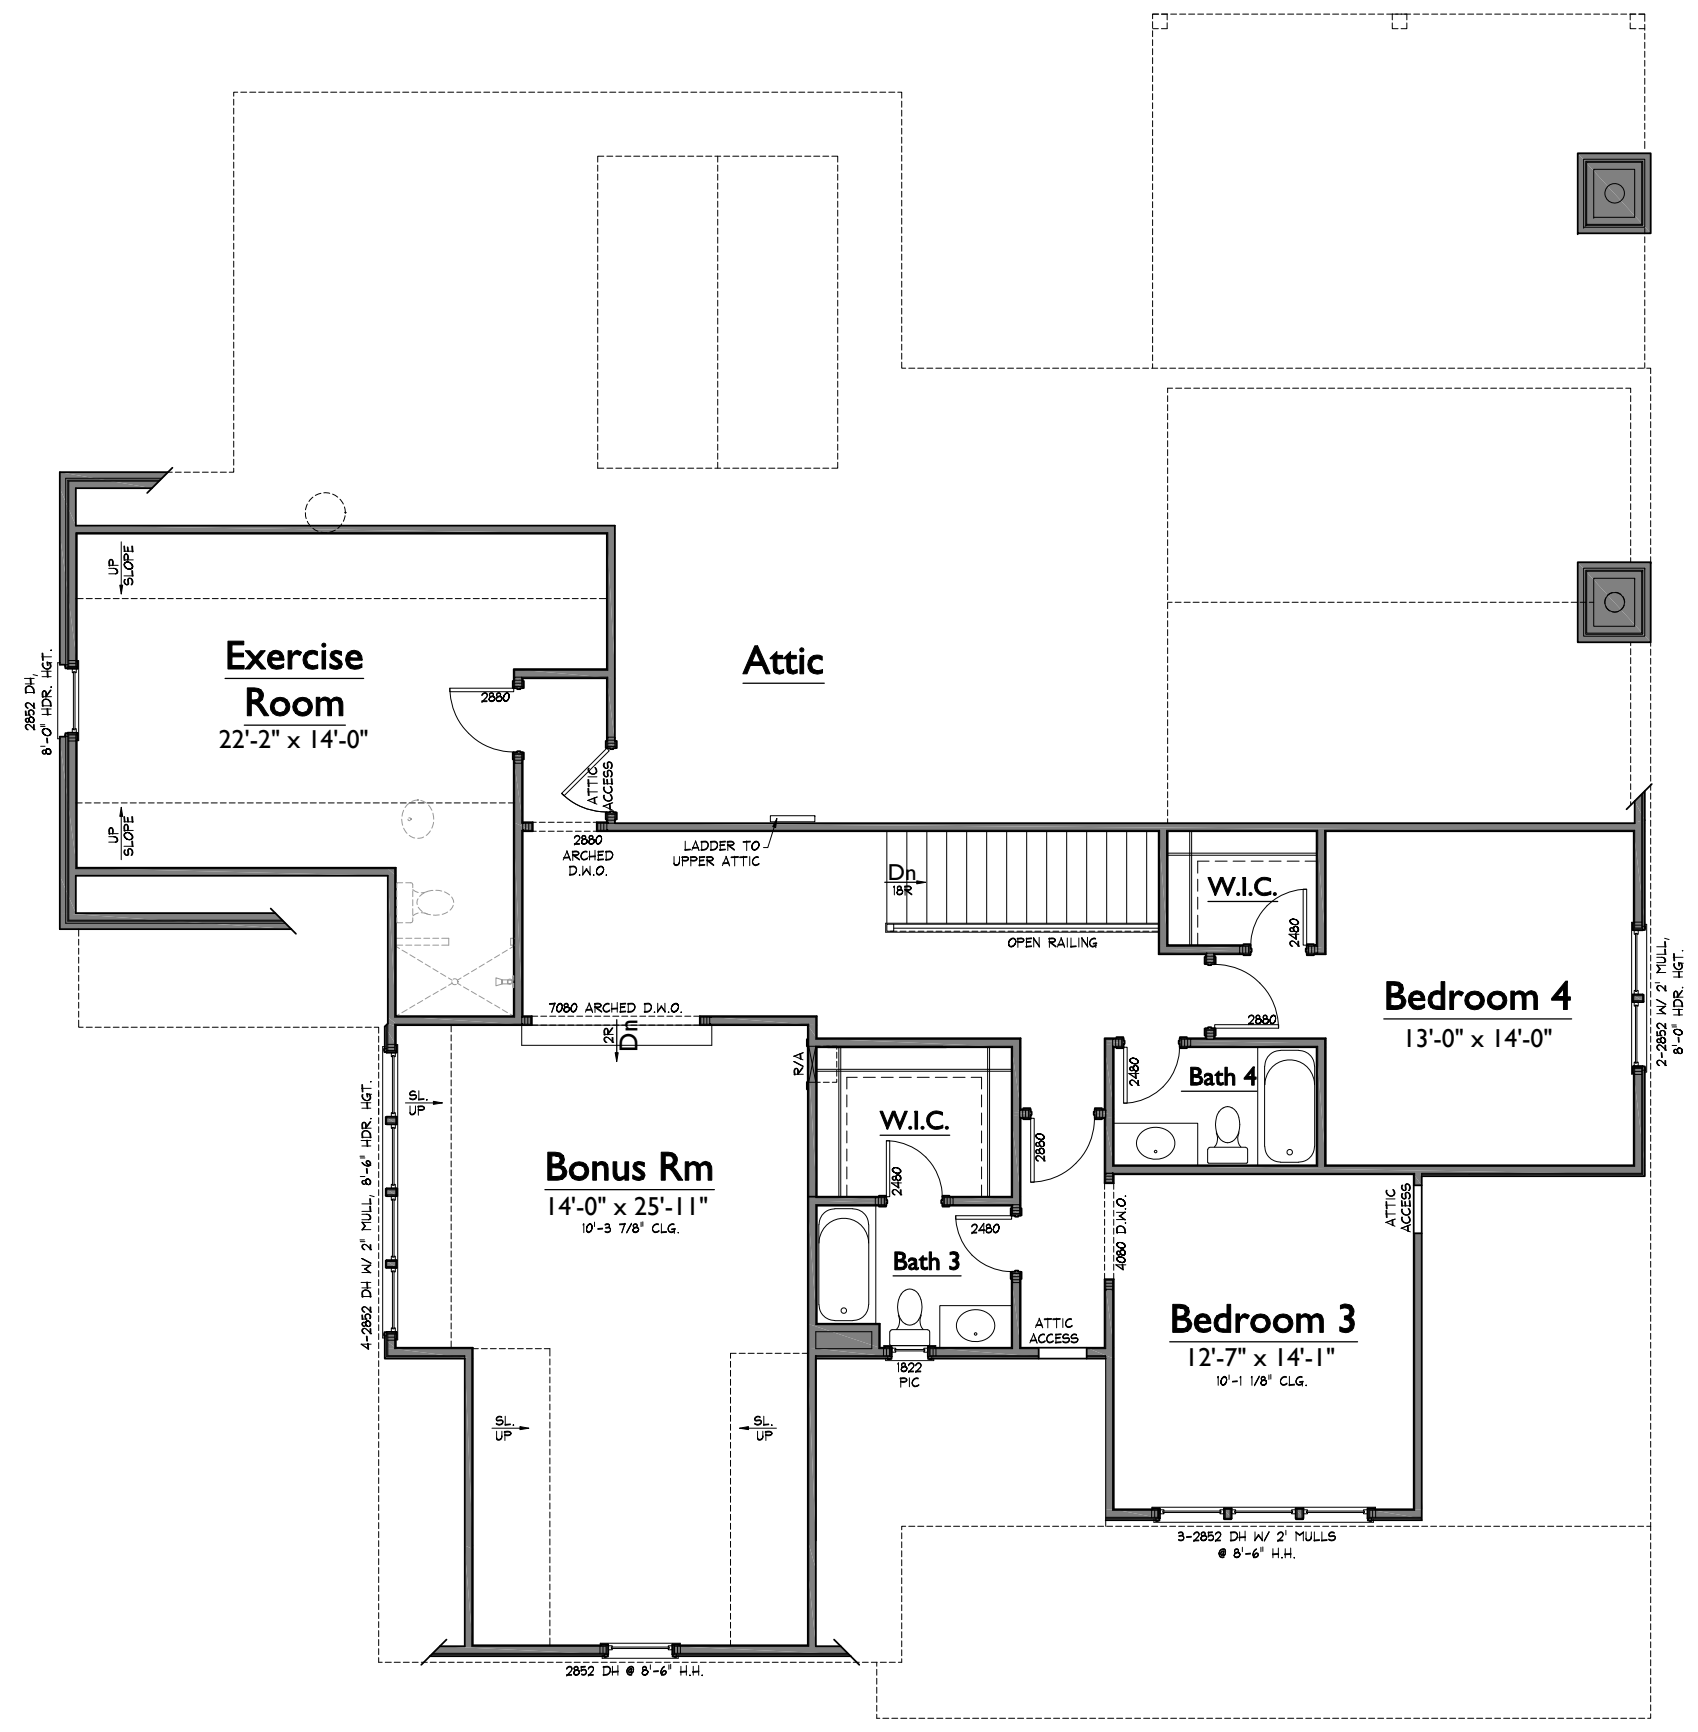 UP
SLOPE
Exercise
Room
22'-2" x 14'-0"
2852 DH,
8'-0" HDR. HGT.
2880
Attic
ATTIC
ACCESS
UP
SLOPE
2880
ARCHED
D.W.O.
LADDER TO
UPPER ATTIC
Dn
18R
OPEN RAILING
W.I.C.
2480
Bedroom 4
13'-0" x 14'-0"
2-2852 W/ 2' MULL,
8'-0" HDR. HGT.
2880
7080 ARCHED D.W.O.
2R
Dn
R/A
SL.
UP
4-2852 DH W/ 2" MULL, 8'-6" HDR. HGT.
Bonus Rm
14'-0" x 25'-11"
10'-3 7/8" CLG.
W.I.C.
2480
2880
2480
Bath 4
2480
Bath 3
4080 D.W.O.
ATTIC
ACCESS
ATTIC
ACCESS
1822
PIC
Bedroom 3
12'-7" x 14'-1"
10'-1 1/8" CLG.
SL.
UP
SL.
UP
3-2852 DH W/ 2' MULLS
@ 8'-6" H.H.
2852 DH @ 8'-6" H.H.